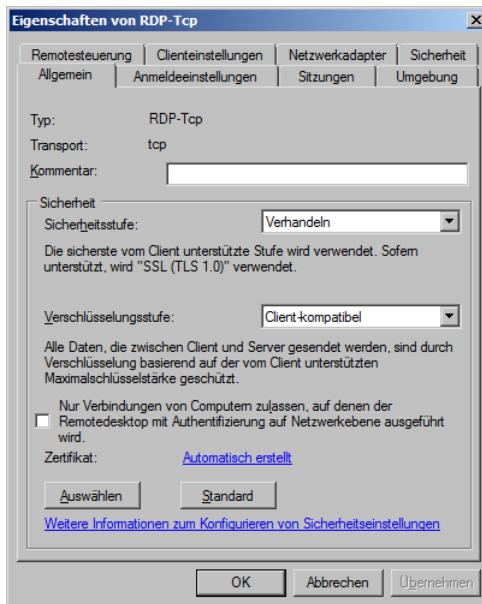 Eigenschaften von RDP-Tcp
Remotesteuerung Clienteinstellungen Netzwerkadapter Sicherheit
Allgemein Anmeldeeinstellungen Sitzungen Umgebung
Typ: RDP-Tcp
Transport: tcp
Kommentar:
Sicherheit
Sicherheitsstufe: Verhandeln
Die sicherste vom Client unterstützte Stufe wird verwendet. Sofern
unterstützt, wird "SSL (TLS 1.0)" verwendet.
Verschlüsselungsstufe: Client-kompatibel
Alle Daten, die zwischen Client und Server gesendet werden, sind durch
Verschlüsselung basierend auf der vom Client unterstützten
Maximalschlüsselstärke geschützt.
Nur Verbindungen von Computern zulassen, auf denen der
Remotedesktop mit Authentifizierung auf Netzwerkebene ausgeführt
wird.
Zertifikat: Automatisch erstellt
Auswählen Standard
Weitere Informationen zum Konfigurieren von Sicherheitseinstellungen
OK Abbrechen Übernehmen